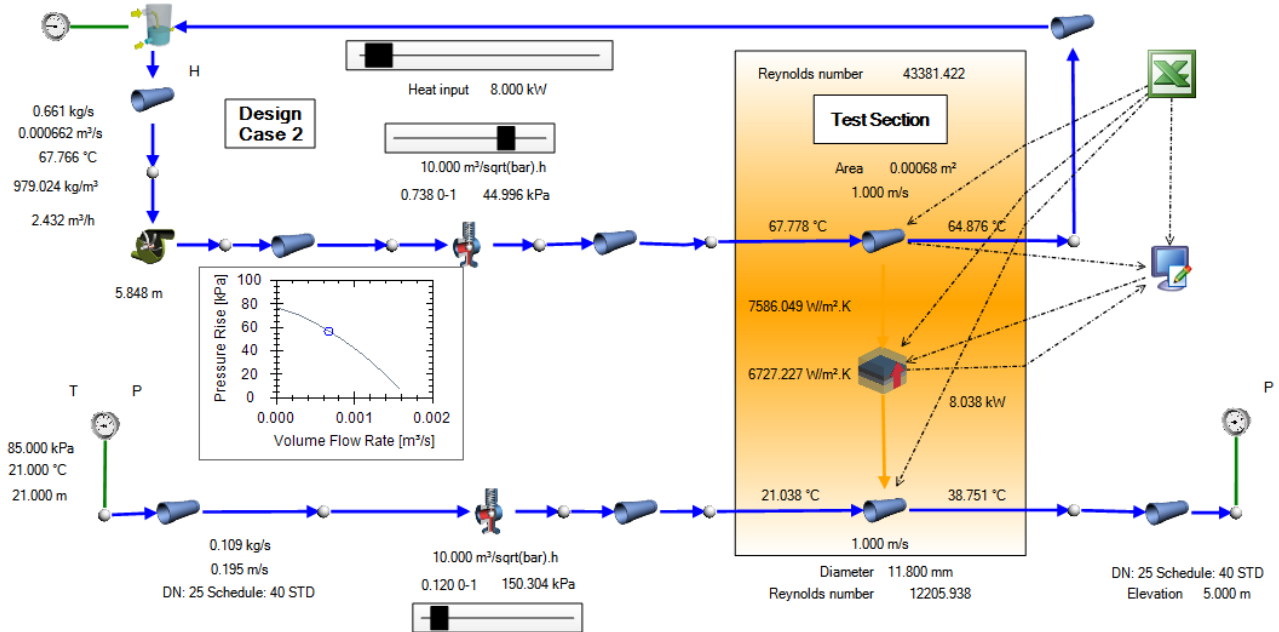 H
0.661 kg/s
0.000662 m³/s
67.766 °C
979.024 kg/m³
2.432 m³/h
5.848 m
Design
Case 2
Heat input 8.000 kW
10.000 m³/sqrt(bar).h
0.738 0-1 44.996 kPa
Reynolds number 43381.422
Test Section
Area 0.00068 m²
1.000 m/s
67.778 °C 64.876 °C
7586.049 W/m².K
6727.227 W/m².K
8.038 kW
Pressure Rise [kPa]
100
80
60
40
20
0
0.000 0.001 0.002
Volume Flow Rate [m³/s]
T P
85.000 kPa
21.000 °C
21.000 m
P
21.038 °C 38.751 °C
1.000 m/s
0.109 kg/s
0.195 m/s
DN: 25 Schedule: 40 STD
10.000 m³/sqrt(bar).h
0.120 0-1 150.304 kPa
Diameter 11.800 mm
Reynolds number 12205.938
DN: 25 Schedule: 40 STD
Elevation 5.000 m